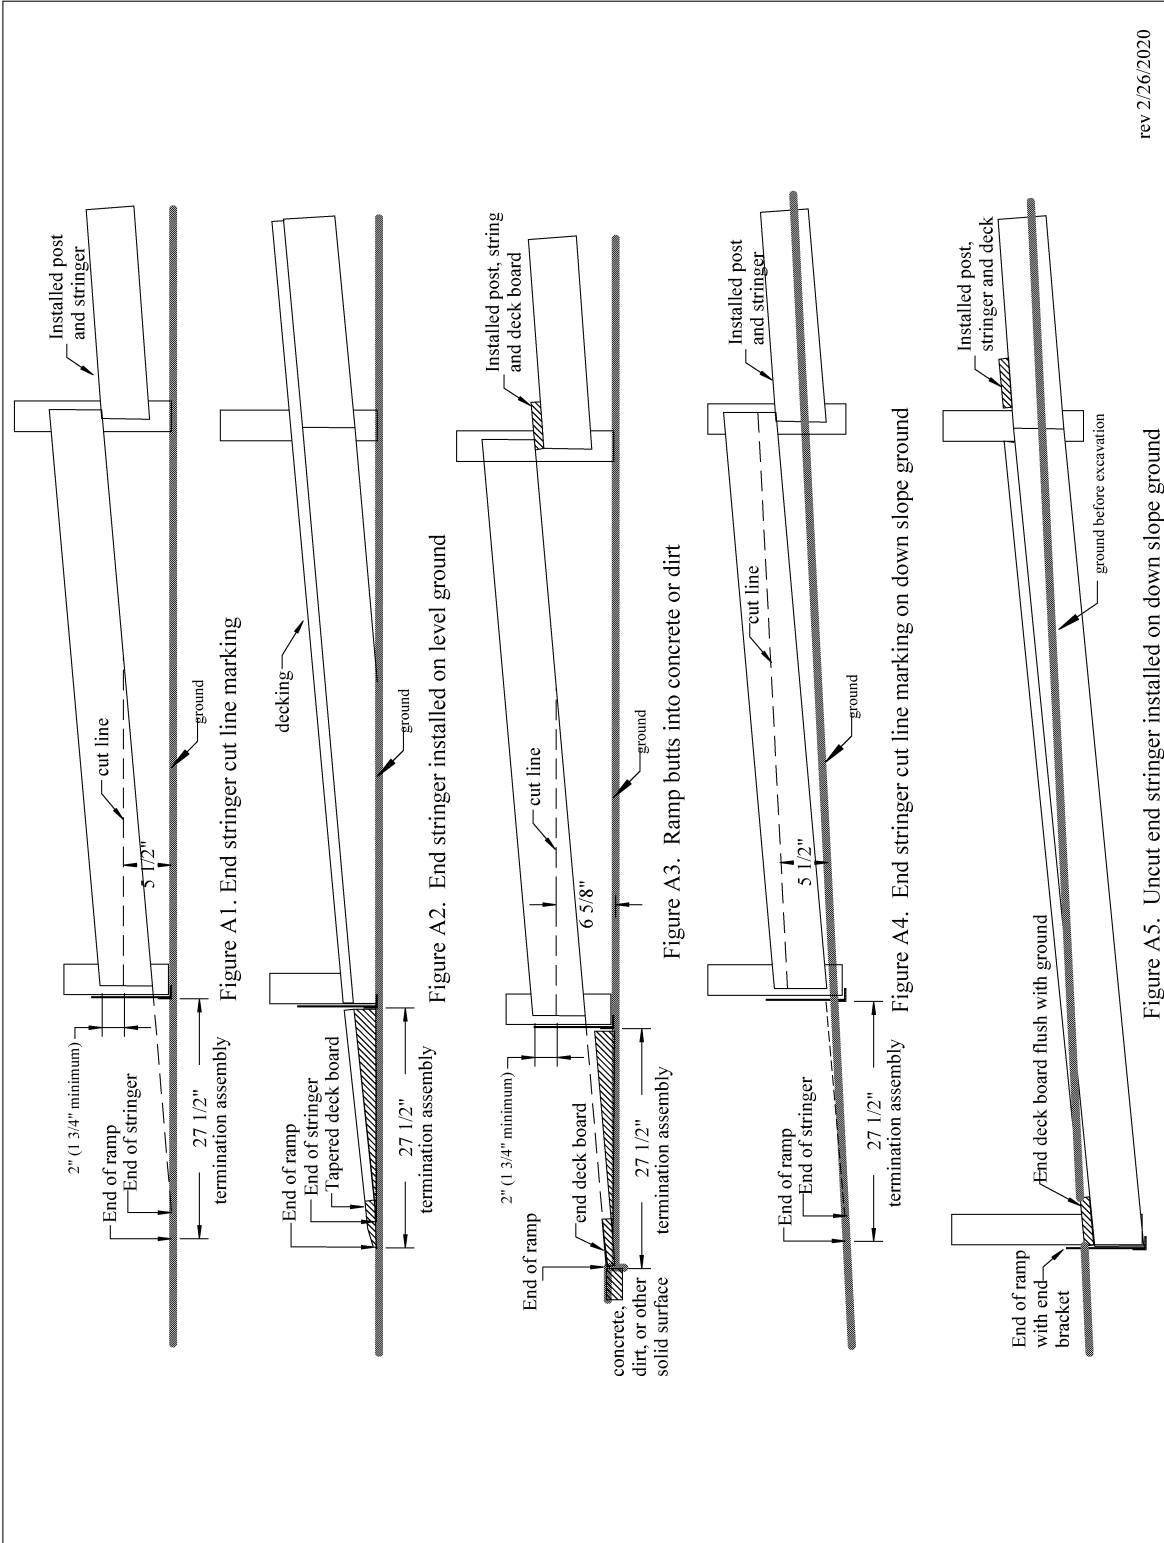 Installed post
and stringer
cut line
ground
5 1/2"
2" (1 3/4" minimum)
End of ramp
End of stringer
27 1/2"
termination assembly
Figure A1. End stringer cut line marking
decking
ground
End of ramp
End of stringer
Tapered deck board
27 1/2"
termination assembly
Figure A2. End stringer installed on level ground
Installed post, string
and deck board
cut line
ground
6 5/8"
2" (1 3/4" minimum)
End of ramp
end deck board
27 1/2"
termination assembly
concrete,
dirt, or other
solid surface
Figure A3. Ramp butts into concrete or dirt
Installed post
and stringer
cut line
ground
5 1/2"
End of ramp
End of stringer
27 1/2"
termination assembly
Figure A4. End stringer cut line marking on down slope ground
Installed post,
stringer and deck
ground before excavation
End deck board flush with ground
End of ramp
with end
bracket
Figure A5. Uncut end stringer installed on down slope ground
rev 2/26/2020